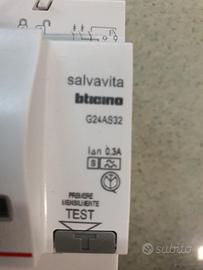 salvavita
bticino
G24AS32
I∆n 0.3A
S
PREMERE
MENSILMENTE
TEST
T
subito